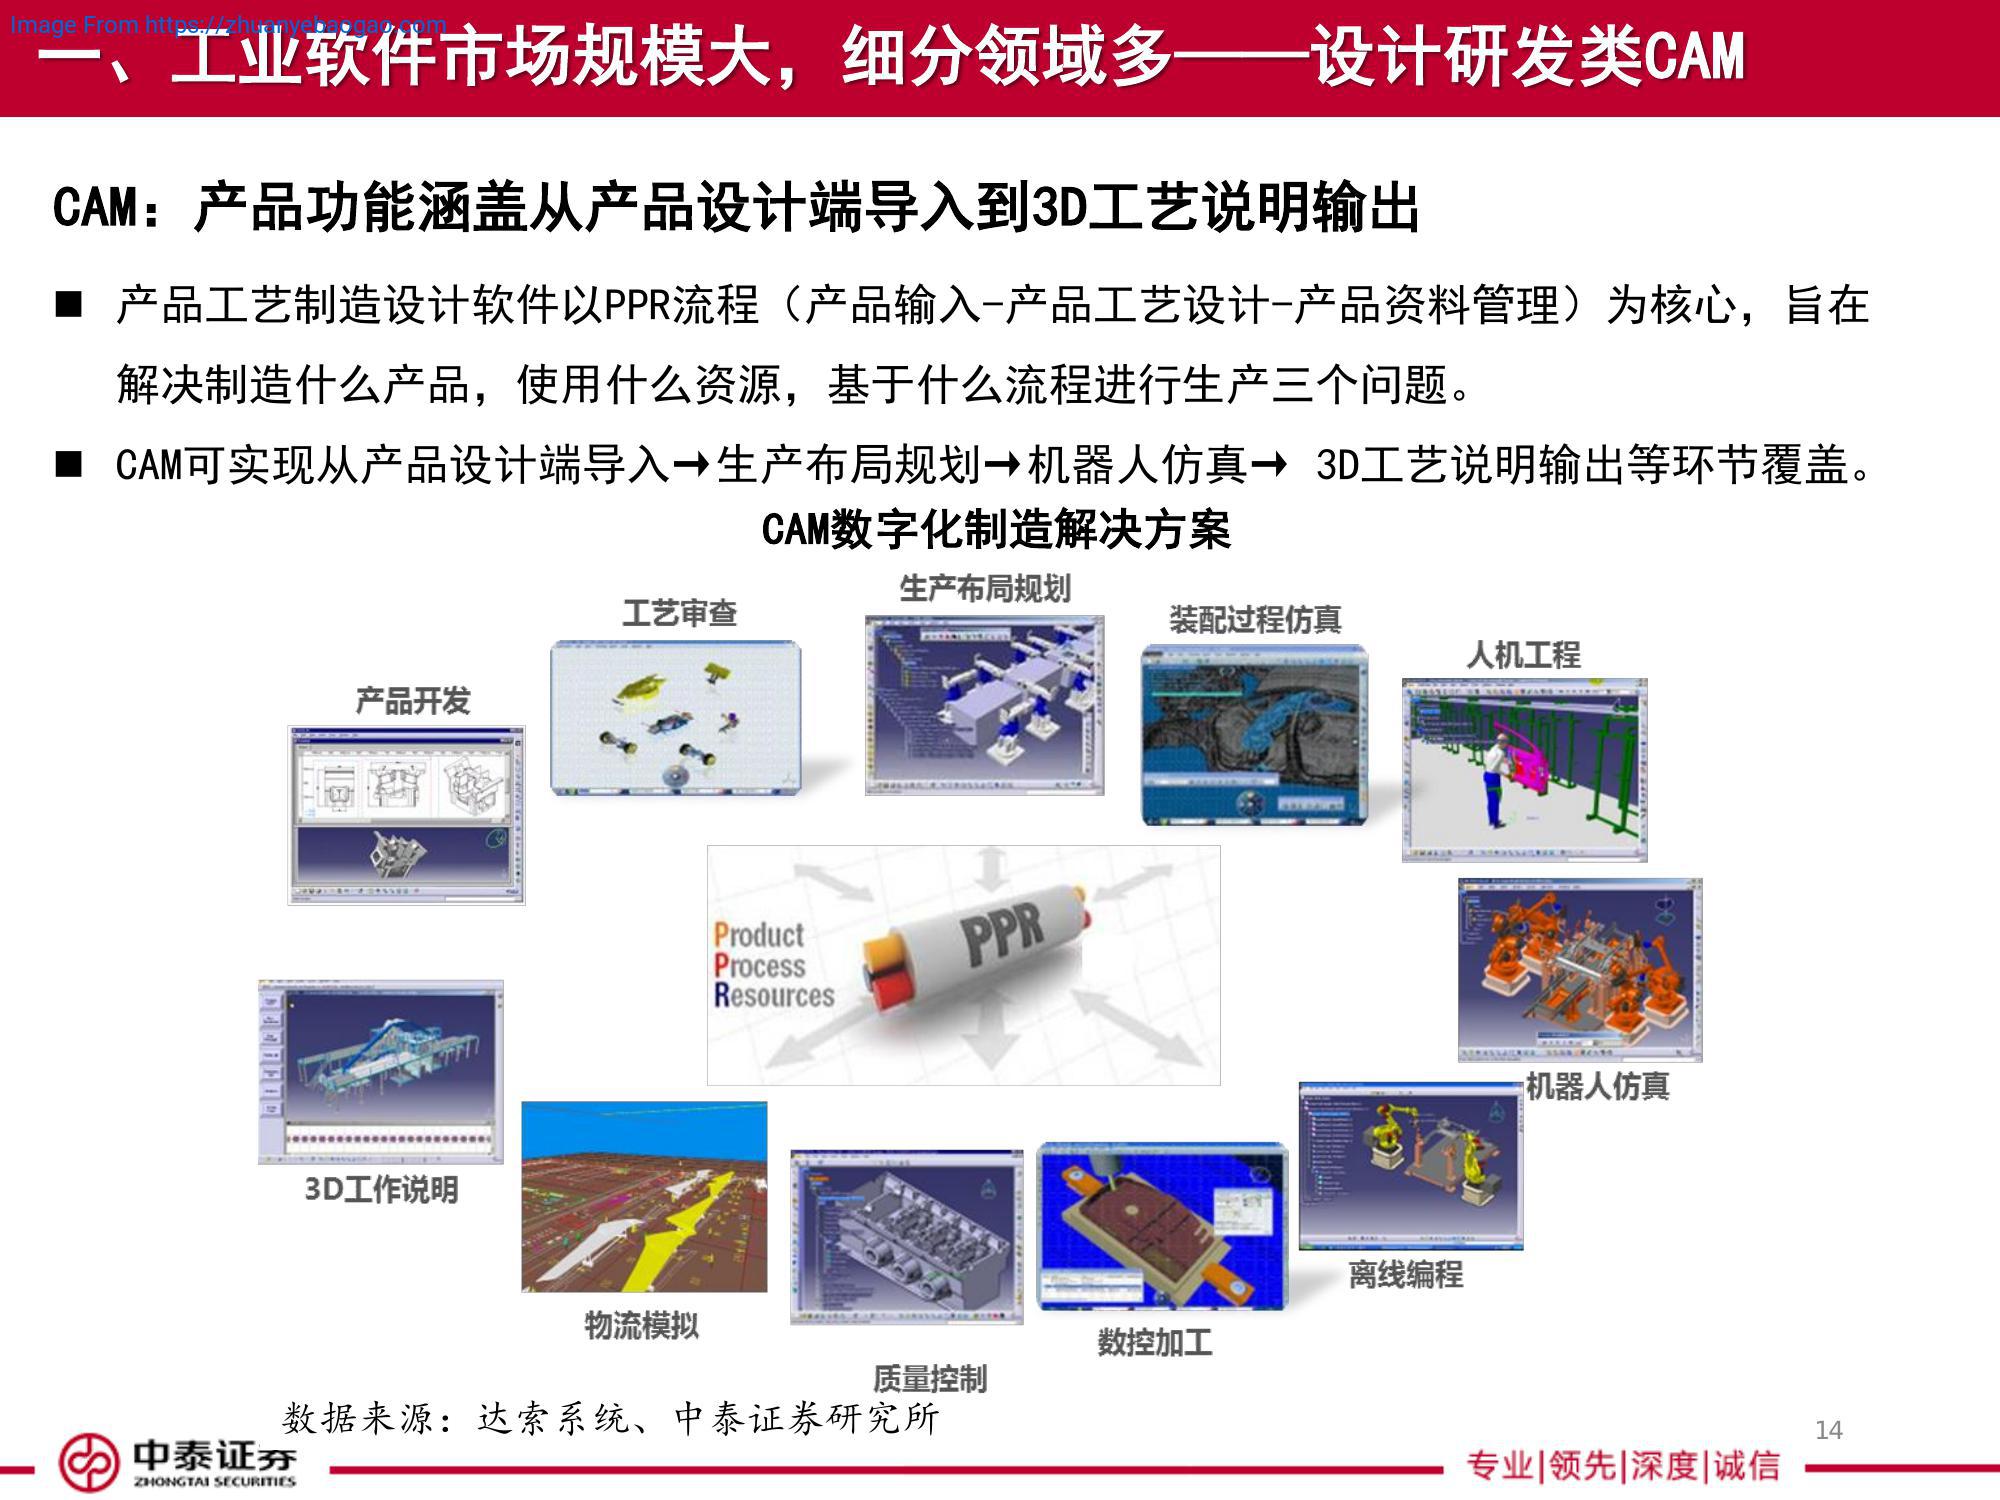 Image From https://zhuanyebaogao.com
一、工业软件市场规模大，细分领域多——设计研发类CAM
CAM：产品功能涵盖从产品设计端导入到3D工艺说明输出
■ 产品工艺制造设计软件以PPR流程（产品输入-产品工艺设计-产品资料管理）为核心，旨在
解决制造什么产品，使用什么资源，基于什么流程进行生产三个问题。
■ CAM可实现从产品设计端导入→生产布局规划→机器人仿真→ 3D工艺说明输出等环节覆盖。
CAM数字化制造解决方案
产品开发
工艺审查
生产布局规划
装配过程仿真
人机工程
Product
Process
Resources
PPR
机器人仿真
3D工作说明
物流模拟
质量控制
数控加工
离线编程
数据来源：达索系统、中泰证券研究所
中泰证券
ZHONGTAI SECURITIES
专业|领先|深度|诚信
14